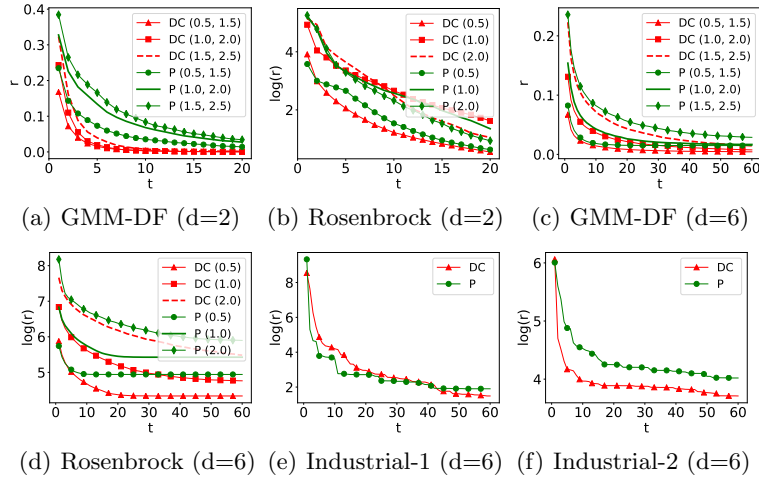 0.4
0.3
0.2
0.1
0.0
r
0
5
10
15
20
t
DC (0.5, 1.5)
DC (1.0, 2.0)
DC (1.5, 2.5)
P (0.5, 1.5)
P (1.0, 2.0)
P (1.5, 2.5)
(a) GMM-DF (d=2)
4
2
log(r)
0
5
10
15
20
t
DC (0.5)
DC (1.0)
DC (2.0)
P (0.5)
P (1.0)
P (2.0)
(b) Rosenbrock (d=2)
0.2
0.1
0.0
r
0
10
20
30
40
50
60
t
DC (0.5, 1.5)
DC (1.0, 2.0)
DC (1.5, 2.5)
P (0.5, 1.5)
P (1.0, 2.0)
P (1.5, 2.5)
(c) GMM-DF (d=6)
8
7
6
5
log(r)
0
10
20
30
40
50
60
t
DC (0.5)
DC (1.0)
DC (2.0)
P (0.5)
P (1.0)
P (2.0)
(d) Rosenbrock (d=6)
8
6
4
2
log(r)
0
10
20
30
40
50
60
t
DC
P
(e) Industrial-1 (d=6)
6
5
4
log(r)
0
10
20
30
40
50
60
t
DC
P
(f) Industrial-2 (d=6)